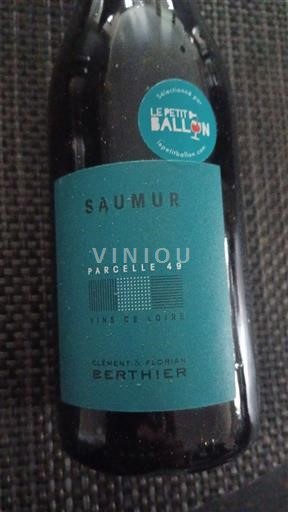 Sélectionné par
LE PETIT
BALLON
lepetitballon.com
SAUMUR
VINIOU
PARCELLE 49
VINS DE LOIRE
CLÉMENT & FLORIAN
BERTHIER